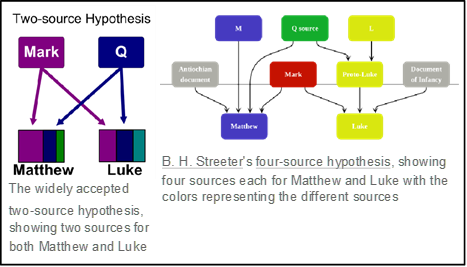 Two-source Hypothesis
Mark
Q
Matthew
Luke
The widely accepted
two-source hypothesis,
showing two sources for
both Matthew and Luke
M
Q source
L
Antiochian
document
Mark
Proto-Luke
Document
of Infancy
Matthew
Luke
B. H. Streeter's four-source hypothesis, showing
four sources each for Matthew and Luke with the
colors representing the different sources